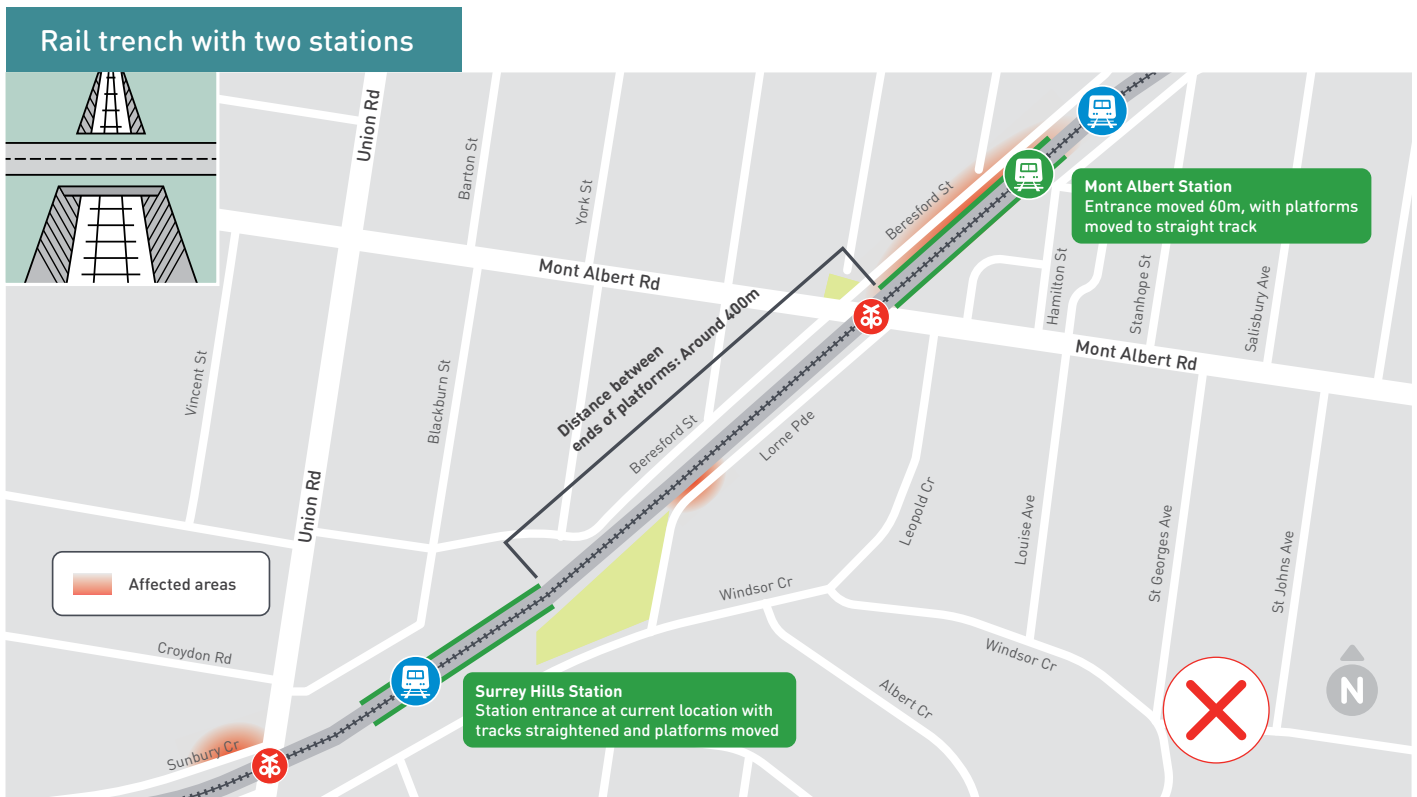 Rail trench with two stations
Union Rd
Barton St
York St
Beresford St
Mont Albert Station
Entrance moved 60m, with platforms
moved to straight track
Mont Albert Rd
Hamilton St
Stanhope St
Salisbury Ave
Distance between
ends of platforms: Around 400m
Mont Albert Rd
Vincent St
Blackburn St
Beresford St
Lorne Pde
Union Rd
Leopold Cr
Louise Ave
St Georges Ave
St Johns Ave
Affected areas
Windsor Cr
Croydon Rd
Windsor Cr
Surrey Hills Station
Station entrance at current location with
tracks straightened and platforms moved
Albert Cr
N
Sunbury Cr